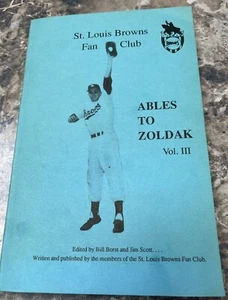 St. Louis Browns
Fan Club
ABLES
TO
ZOLDAK
Vol. III
Edited by Bill Borst and Jim Scott. . . .
Written and published by the members of the St. Louis Browns Fan Club.